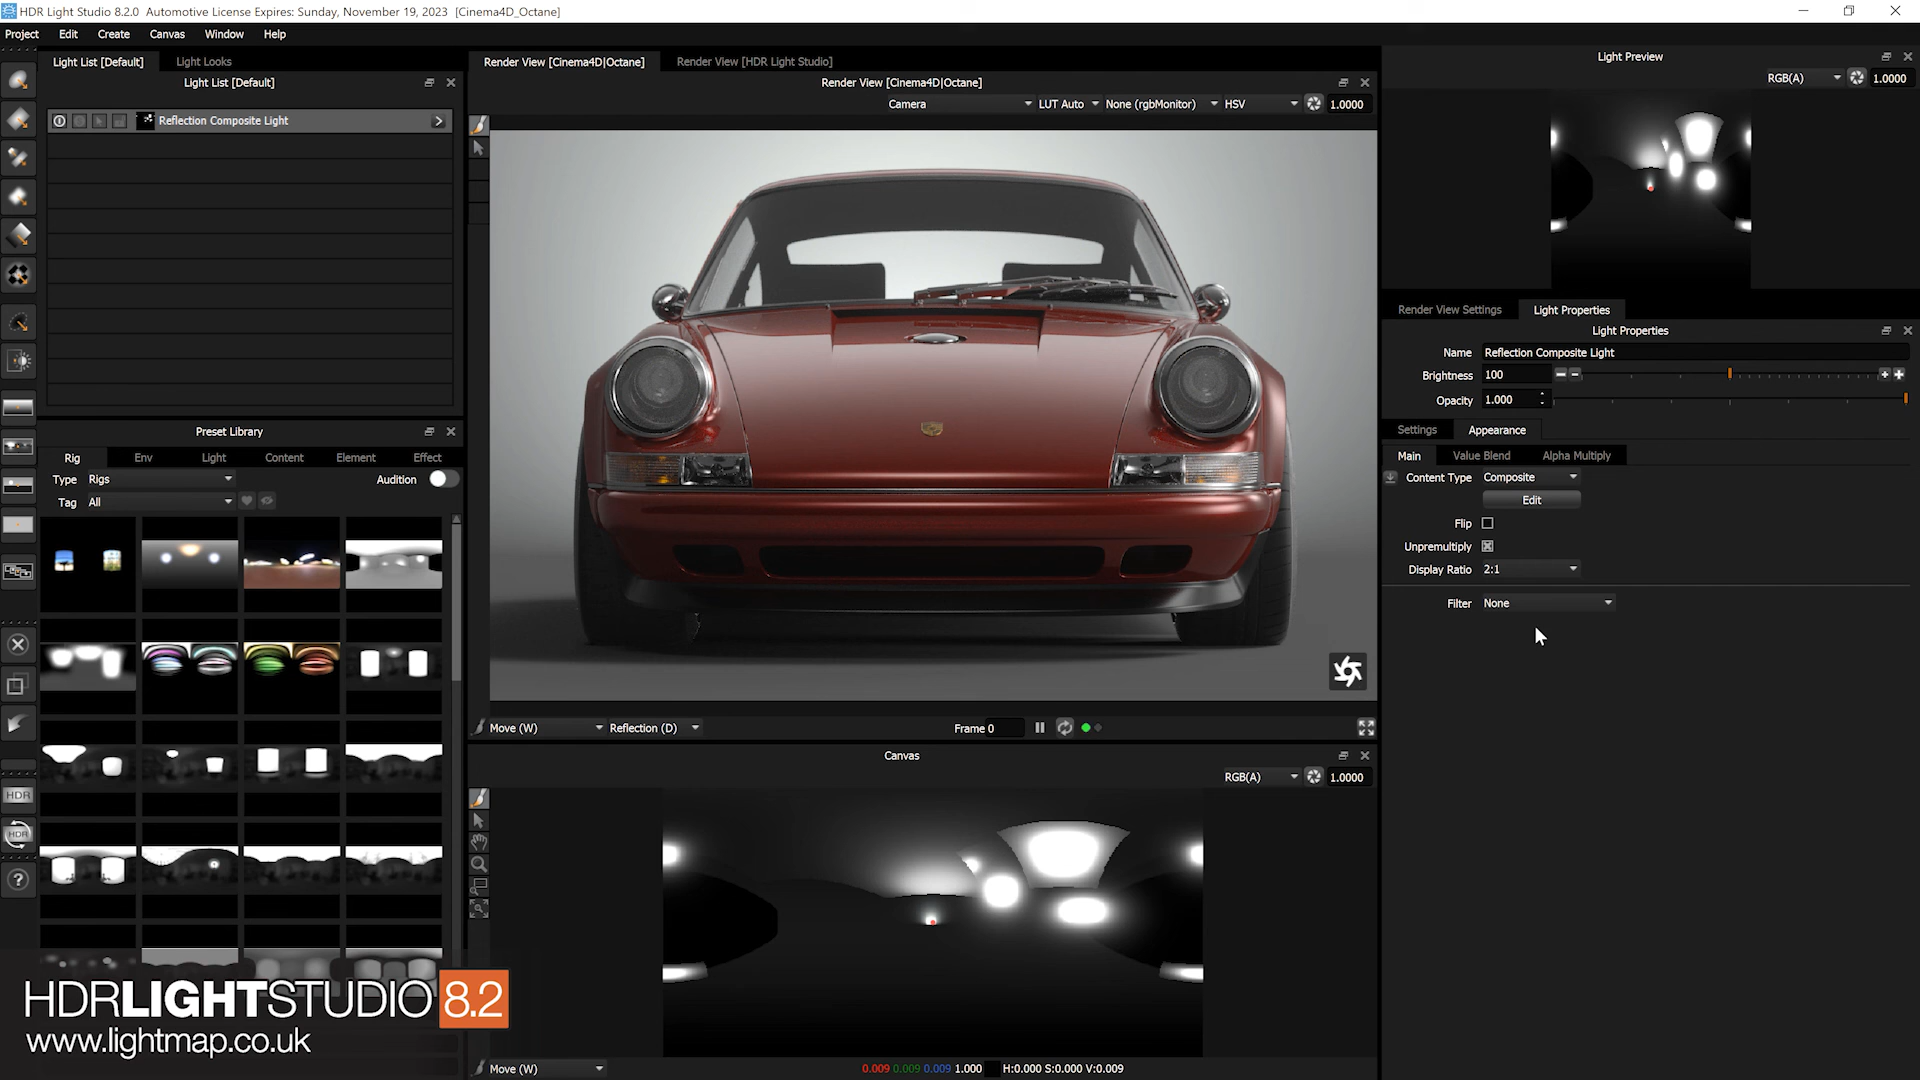 HDR Light Studio 8.2.0  Automotive License Expires: Sunday, November 19, 2023  [Cinema4D_Octane]
Project Edit Create Canvas Window Help
Light List [Default] Light Looks
Light List [Default]
Reflection Composite Light
Preset Library
Rig Env Light Content Element Effect
Type Rigs Audition
Tag All
HDR
HDR
?
HDRLIGHTSTUDIO 8.2
www.lightmap.co.uk
Render View [Cinema4D|Octane] Render View [HDR Light Studio]
Render View [Cinema4D|Octane]
Camera LUT Auto None (rgbMonitor) HSV 1.0000
Move (W) Reflection (D) Frame 0
Canvas
RGB(A) 1.0000
Move (W) 0.009 0.009 0.009 1.000 H:0.000 S:0.000 V:0.009
Light Preview
RGB(A) 1.0000
Render View Settings Light Properties
Light Properties
Name Reflection Composite Light
Brightness 100
Opacity 1.000
Settings Appearance
Main Value Blend Alpha Multiply
Content Type Composite
Edit
Flip
Unpremultiply
Display Ratio 2:1
Filter None